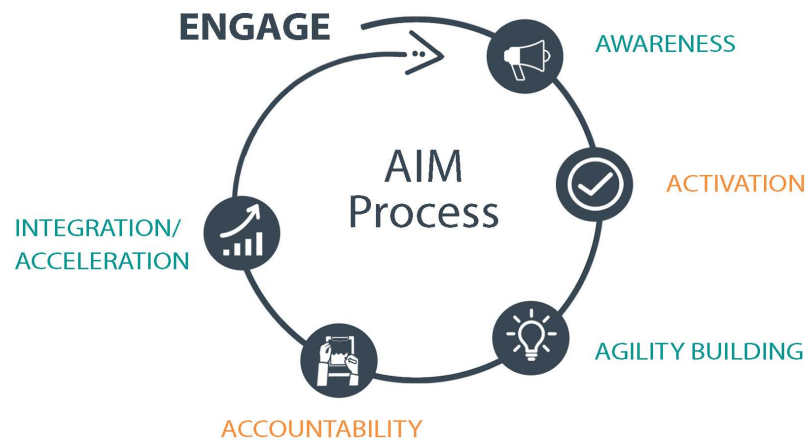 ENGAGE
AWARENESS
AIM
Process
ACTIVATION
INTEGRATION/
ACCELERATION
AGILITY BUILDING
ACCOUNTABILITY